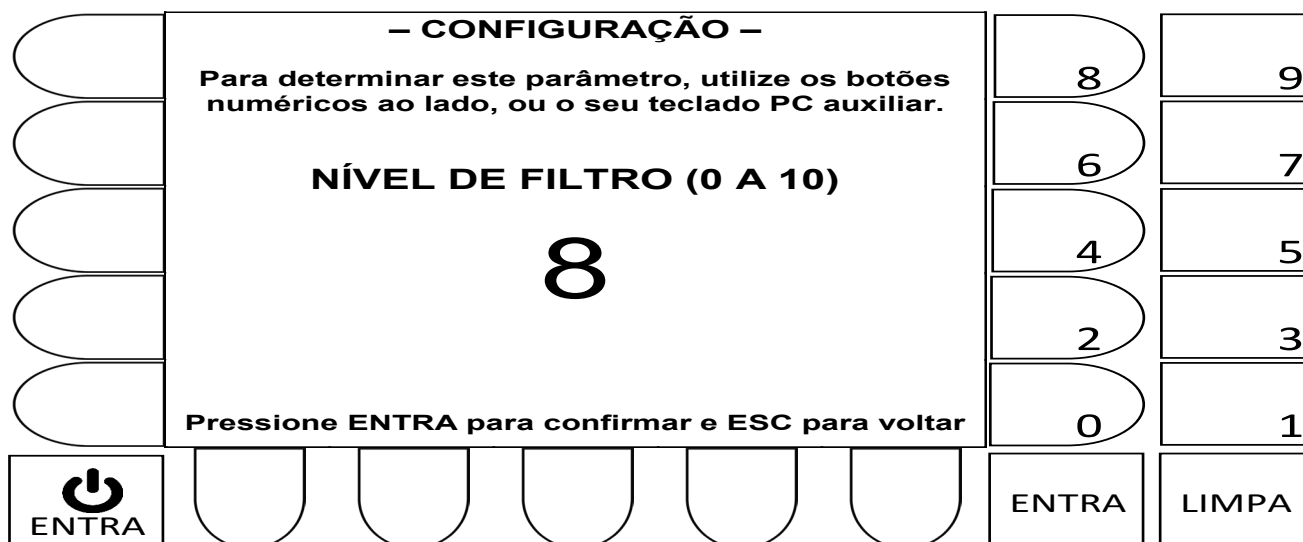 – CONFIGURAÇÃO –
Para determinar este parâmetro, utilize os botões
numéricos ao lado, ou o seu teclado PC auxiliar.
NÍVEL DE FILTRO (0 A 10)
8
Pressione ENTRA para confirmar e ESC para voltar
8 9
6 7
4 5
2 3
0 1
ENTRA ENTRA LIMPA